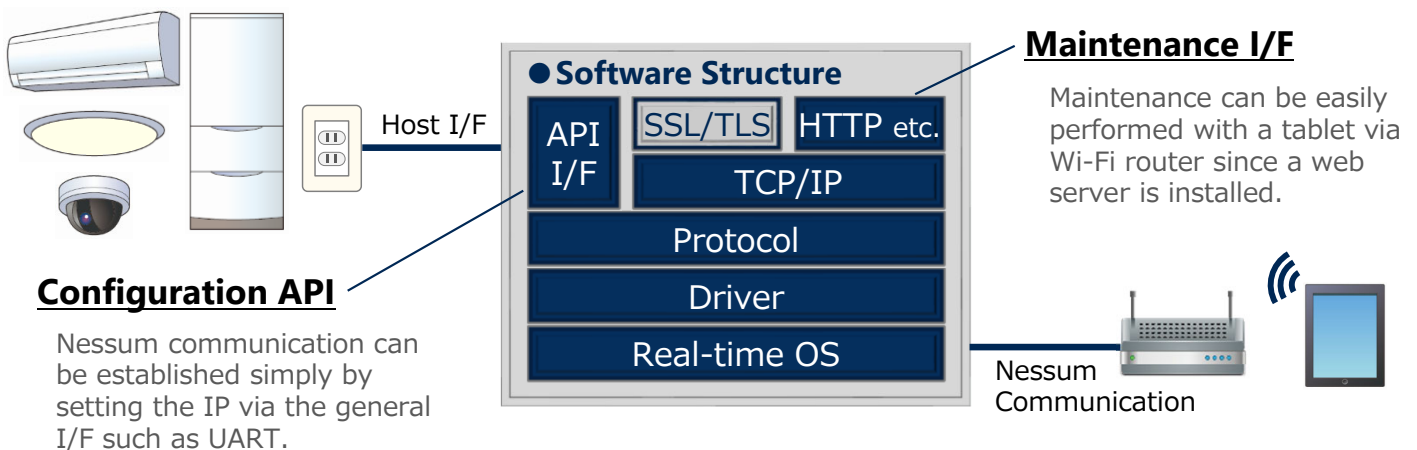 ● Software Structure
API
I/F
SSL/TLS
HTTP etc.
TCP/IP
Protocol
Driver
Real-time OS
Host I/F
Maintenance I/F
Maintenance can be easily
performed with a tablet via
Wi-Fi router since a web
server is installed.
Configuration API
Nessum communication can
be established simply by
setting the IP via the general
I/F such as UART.
Nessum
Communication